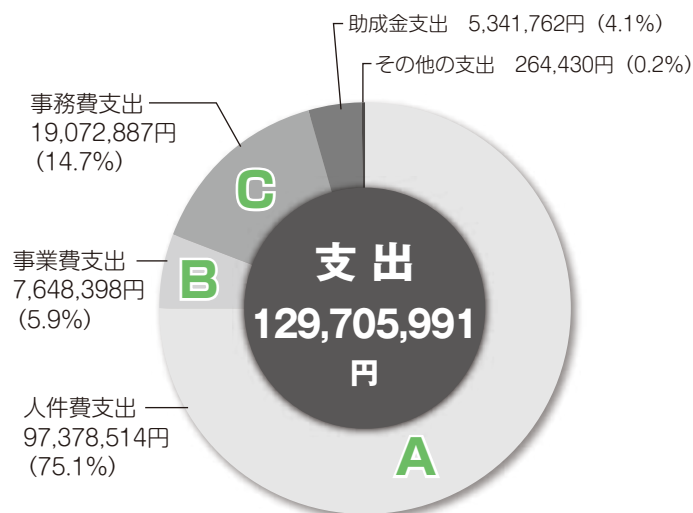 助成金支出　5,341,762円（4.1%）
その他の支出　264,430円（0.2%）
事務費支出
19,072,887円
（14.7%）
C
事業費支出
7,648,398円
（5.9%）
B
支出
129,705,991
円
人件費支出
97,378,514円
（75.1%）
A